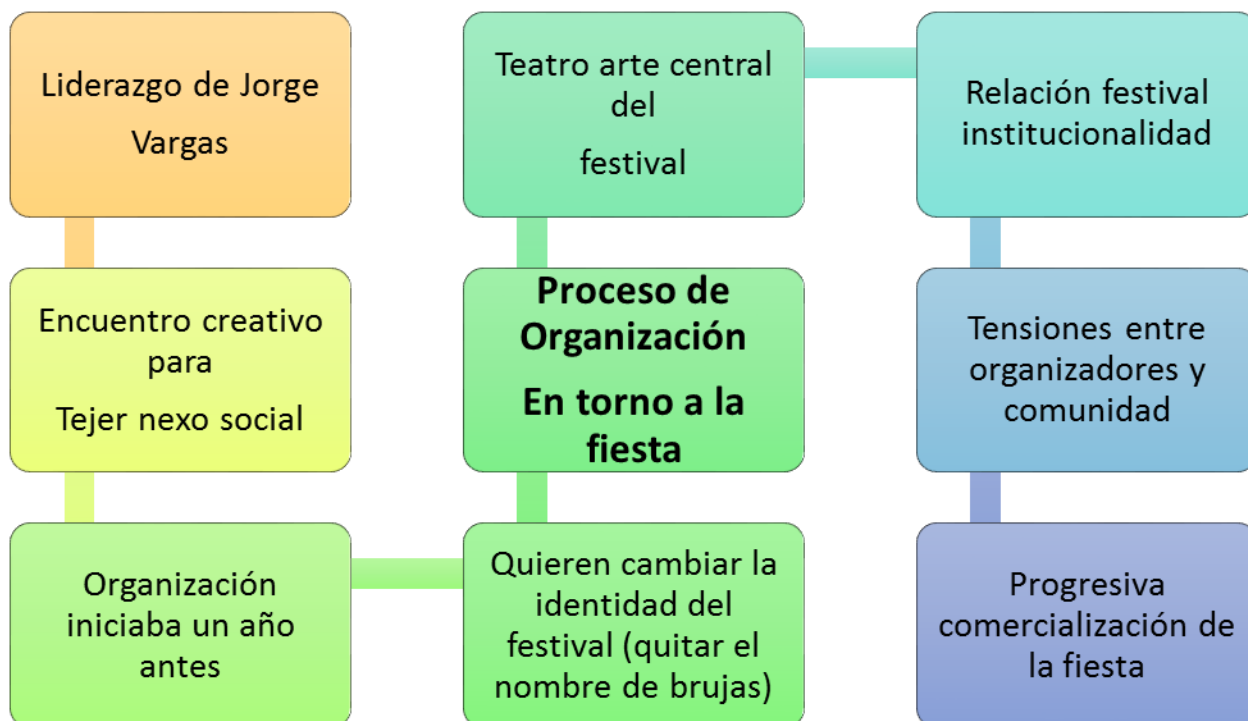 Liderazgo de Jorge
Vargas
Encuentro creativo
para
Tejer nexo social
Organización
iniciaba un año
antes
Quieren cambiar la
identidad del
festival (quitar el
nombre de brujas)
Proceso de
Organización
En torno a la
fiesta
Teatro arte central
del
festival
Relación festival
institucionalidad
Tensiones entre
organizadores y
comunidad
Progresiva
comercialización de
la fiesta